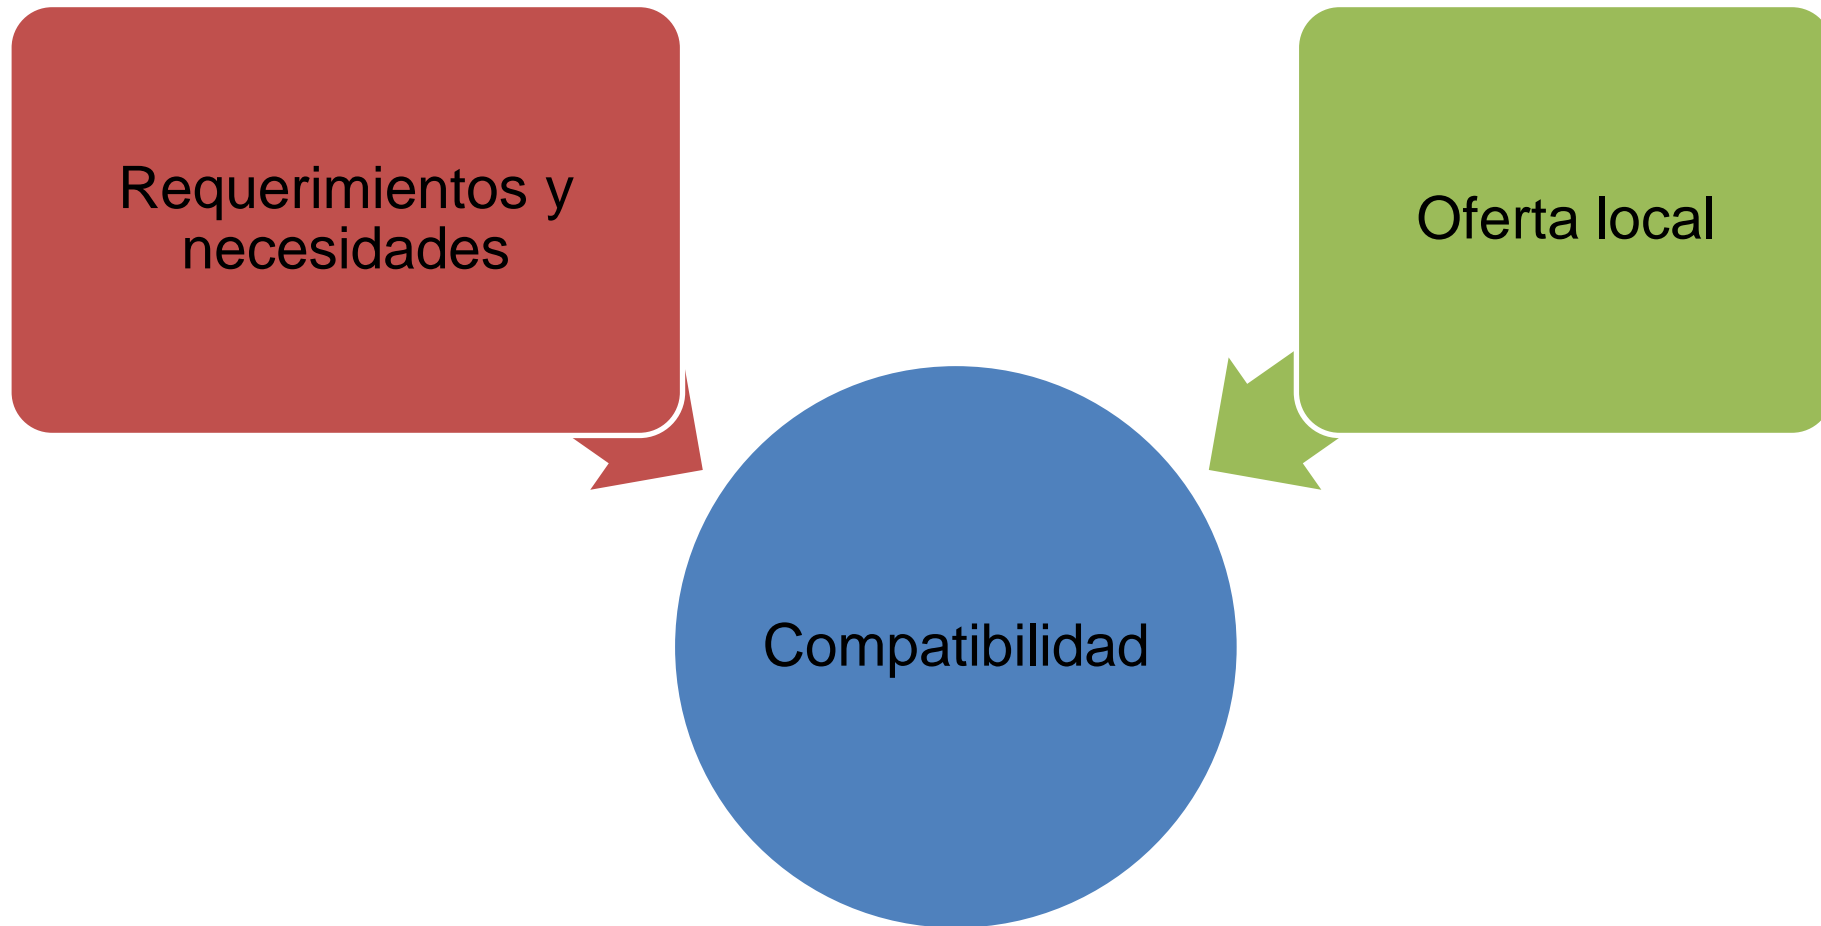 Requerimientos y
necesidades
Oferta local
Compatibilidad